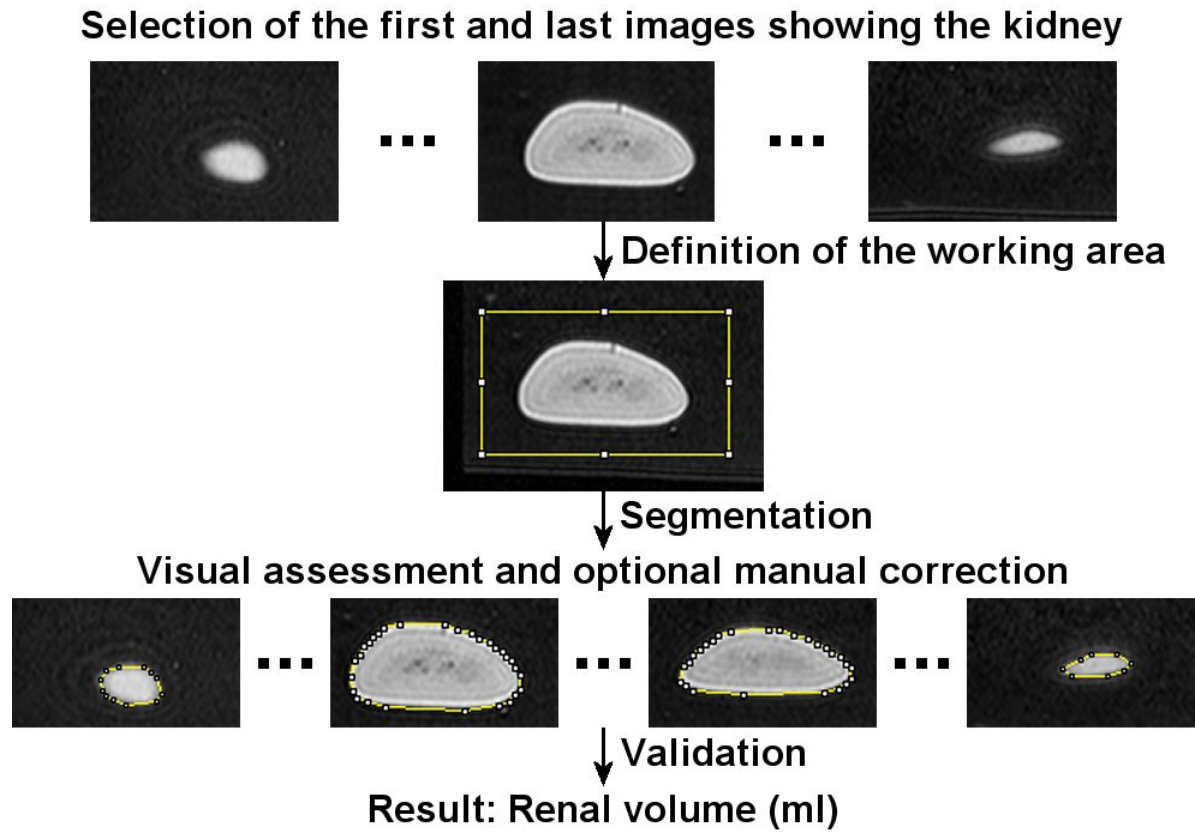 Selection of the first and last images showing the kidney
Definition of the working area
Segmentation
Visual assessment and optional manual correction
Validation
Result: Renal volume (ml)